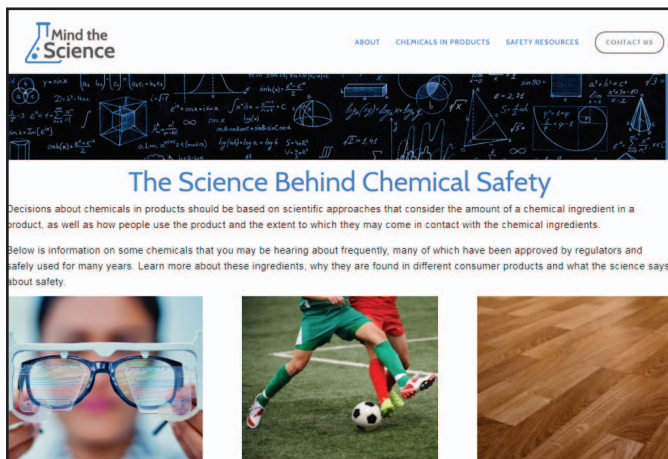 Mind the
Science
ABOUT CHEMICALS IN PRODUCTS SAFETY RESOURCES CONTACT US
The Science Behind Chemical Safety
Decisions about chemicals in products should be based on scientific approaches that consider the amount of a chemical ingredient in a
product, as well as how people use the product and the extent to which they may come in contact with the chemical ingredients.
Below is information on some chemicals that you may be hearing about frequently, many of which have been approved by regulators and
safely used for many years. Learn more about these ingredients, why they are found in different consumer products and what the science says
about safety.